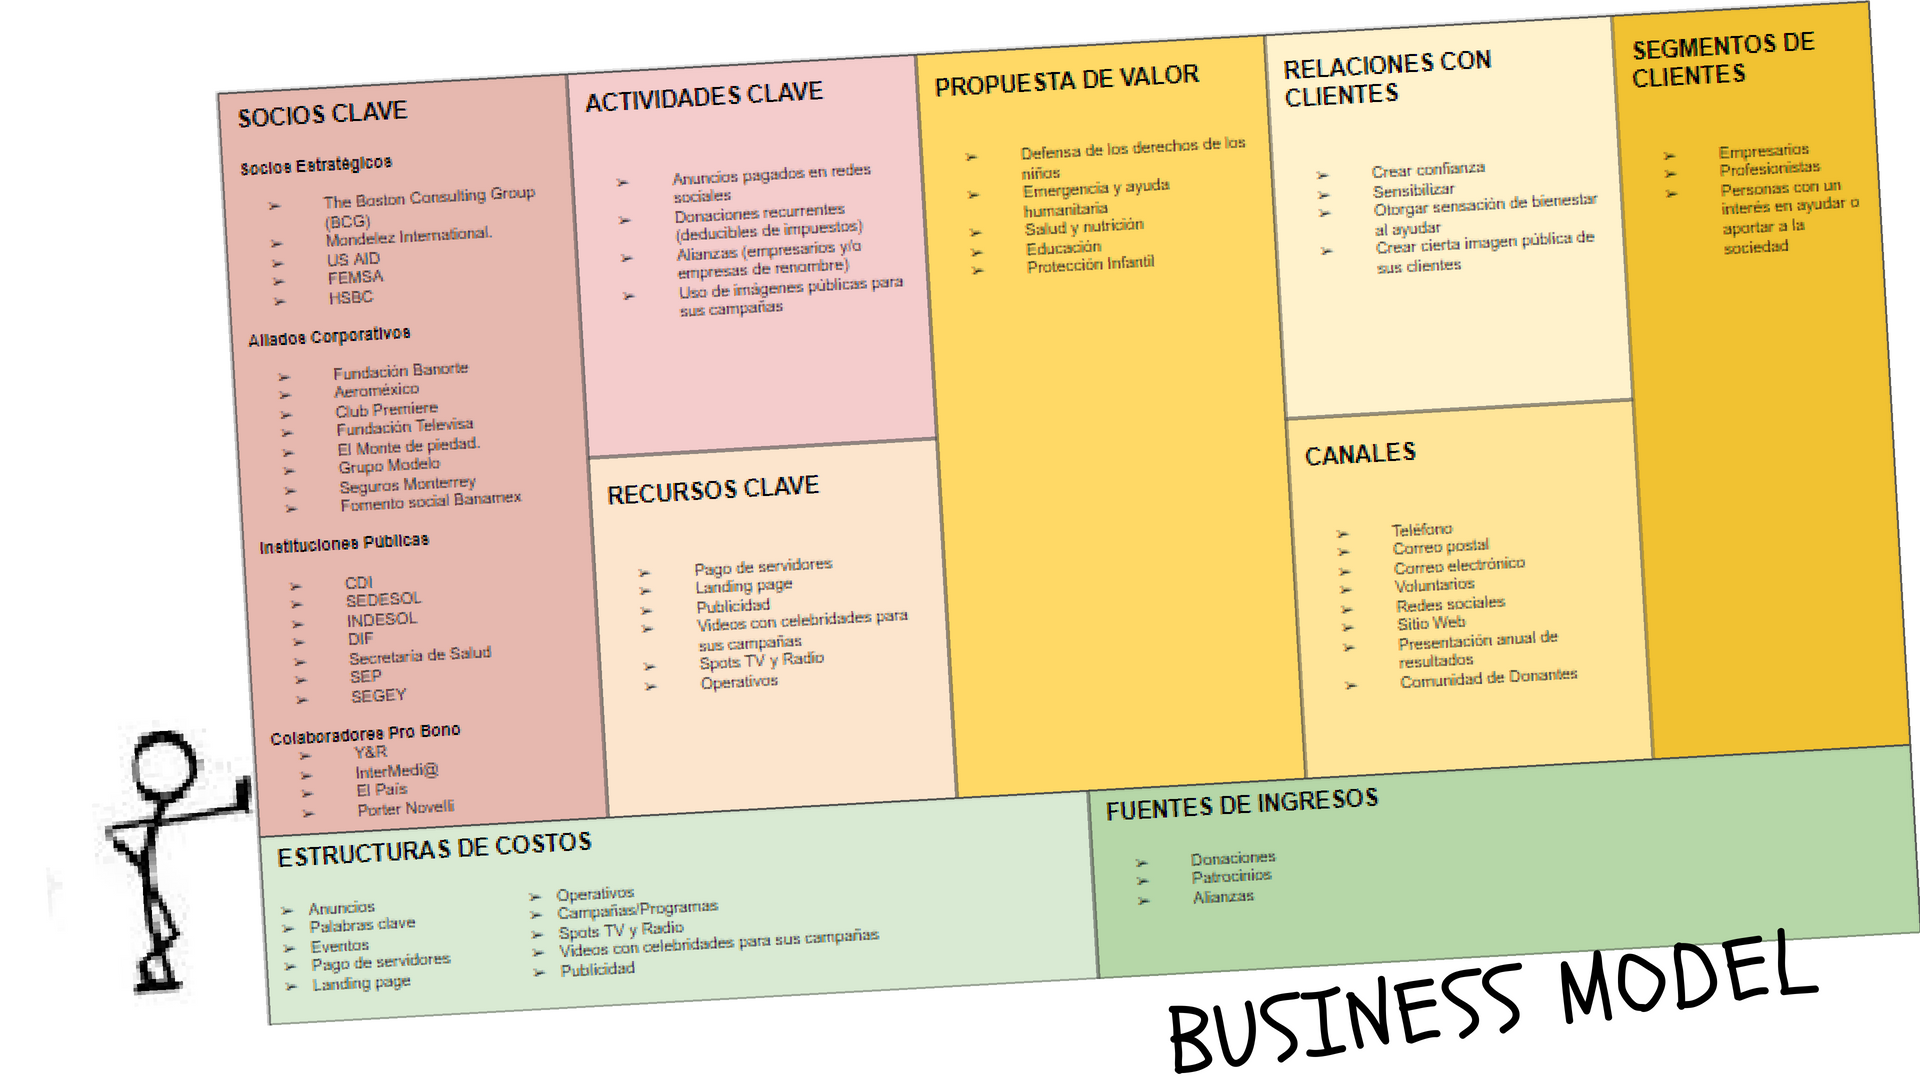 SOCIOS CLAVE
Socios Estratégicos
➢ The Boston Consulting Group
(BCG)
➢ Mondelez International.
➢ US AID
➢ FEMSA
➢ HSBC
Aliados Corporativos
➢ Fundación Banorte
➢ Aeroméxico
➢ Club Premiere
➢ Fundación Televisa
➢ El Monte de piedad.
➢ Grupo Modelo
➢ Seguros Monterrey
➢ Fomento social Banamex
Instituciones Públicas
➢ CDI
➢ SEDESOL
➢ INDESOL
➢ DIF
➢ Secretaria de Salud
➢ SEP
➢ SEGEY
Colaboradores Pro Bono
➢ Y&R
➢ InterMedi@
➢ El País
➢ Porter Novelli
ACTIVIDADES CLAVE
➢ Anuncios pagados en redes
sociales
➢ Donaciones recurrentes
(deducibles de impuestos)
➢ Alianzas (empresarios y/o
empresas de renombre)
➢ Uso de imágenes públicas para
sus campañas
RECURSOS CLAVE
➢ Pago de servidores
➢ Landing page
➢ Publicidad
➢ Videos con celebridades para
sus campañas
➢ Spots TV y Radio
➢ Operativos
PROPUESTA DE VALOR
➢ Defensa de los derechos de los
niños
➢ Emergencia y ayuda
humanitaria
➢ Salud y nutrición
➢ Educación
➢ Protección Infantil
RELACIONES CON
CLIENTES
➢ Crear confianza
➢ Sensibilizar
➢ Otorgar sensación de bienestar
al ayudar
➢ Crear cierta imagen pública de
sus clientes
CANALES
➢ Teléfono
➢ Correo postal
➢ Correo electrónico
➢ Voluntarios
➢ Redes sociales
➢ Sitio Web
➢ Presentación anual de
resultados
➢ Comunidad de Donantes
SEGMENTOS DE
CLIENTES
➢ Empresarios
➢ Profesionistas
➢ Personas con un
interés en ayudar o
aportar a la
sociedad
ESTRUCTURAS DE COSTOS
➢ Anuncios
➢ Palabras clave
➢ Eventos
➢ Pago de servidores
➢ Landing page
➢ Operativos
➢ Campañas/Programas
➢ Spots TV y Radio
➢ Videos con celebridades para sus campañas
➢ Publicidad
FUENTES DE INGRESOS
➢ Donaciones
➢ Patrocinios
➢ Alianzas
BUSINESS MODEL